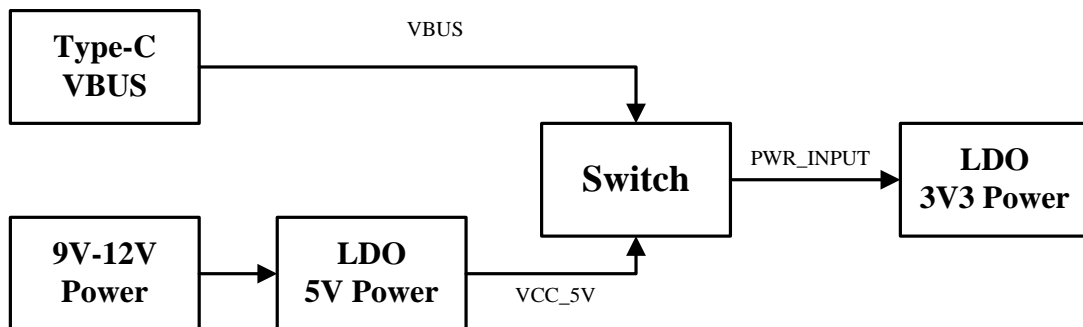 Type-C
VBUS
VBUS
Switch
PWR_INPUT
LDO
3V3 Power
9V-12V
Power
LDO
5V Power
VCC_5V